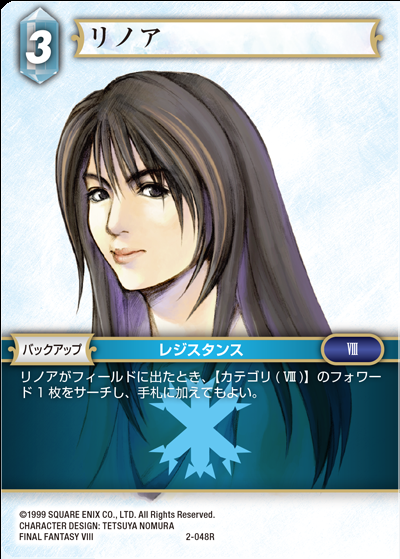 3
リノア
バックアップ
レジスタンス
VIII
リノアがフィールドに出たとき、【カテゴリ(Ⅷ)】のフォワー
ド1枚をサーチし、手札に加えてもよい。
©1999 SQUARE ENIX CO., LTD. All Rights Reserved.
CHARACTER DESIGN: TETSUYA NOMURA
FINAL FANTASY VIII
2-048R